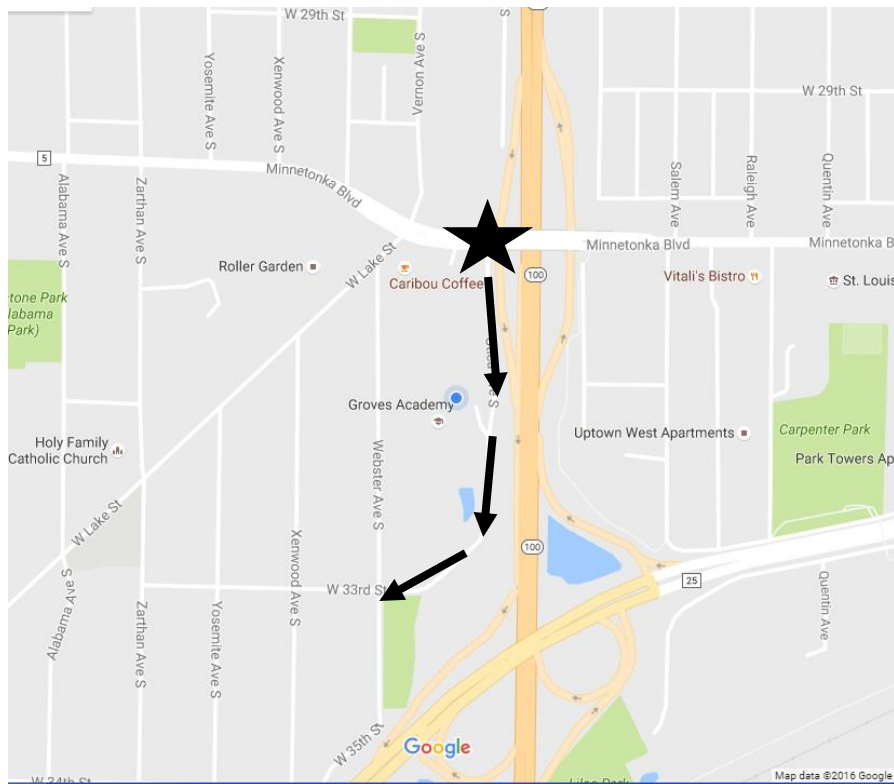 W 29th St
Yosemite Ave S
Xenwood Ave S
Vernon Ave S
S
100
W 29th St
5
Minnetonka Blvd
Alabama Ave S
Zarthan Ave S
Salem Ave
Raleigh Ave
Quentin Ave
W Lake St
Minnetonka Blvd
Minnetonka B
Roller Garden
Caribou Coffee
100
Vitali's Bistro
St. Louis
tone Park
labama
Park)
Ave S
Groves Academy
Holy Family
Catholic Church
Webster Ave S
Uptown West Apartments
Carpenter Park
Park Towers Ap
W Lake St
Xenwood Ave S
100
W 33rd St
25
Alabama Ave S
Zarthan Ave S
Yosemite Ave S
Quentin Ave
W 35th St
Google
W 34th St
Map data ©2016 Google